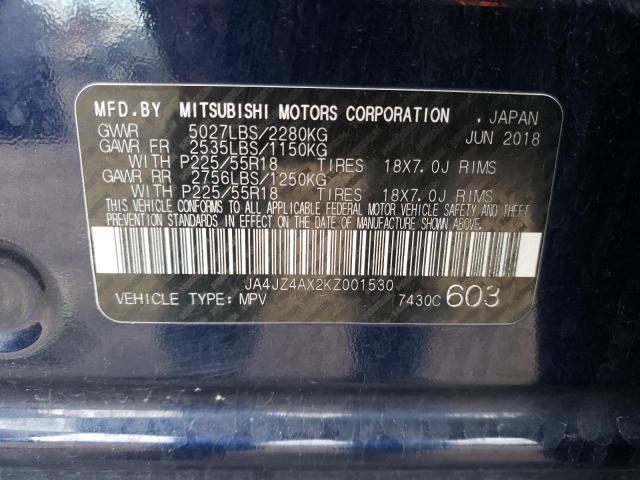 MFD.BY MITSUBISHI MOTORS CORPORATION . JAPAN
GVWR 5027LBS/2280KG JUN 2018
GAWR FR 2535LBS/1150KG
WITH P225/55R18 TIRES 18X7.0J RIMS
GAWR RR 2756LBS/1250KG
WITH P225/55R18 TIRES 18X7.0J RIMS
THIS VEHICLE CONFORMS TO ALL APPLICABLE FEDERAL MOTOR VEHICLE SAFETY AND THEFT
PREVENTION STANDARDS IN EFFECT ON THE DATE OF MANUFACTURE SHOWN ABOVE.
JA4JZ4AX2KZ001530
VEHICLE TYPE: MPV 7430C 603